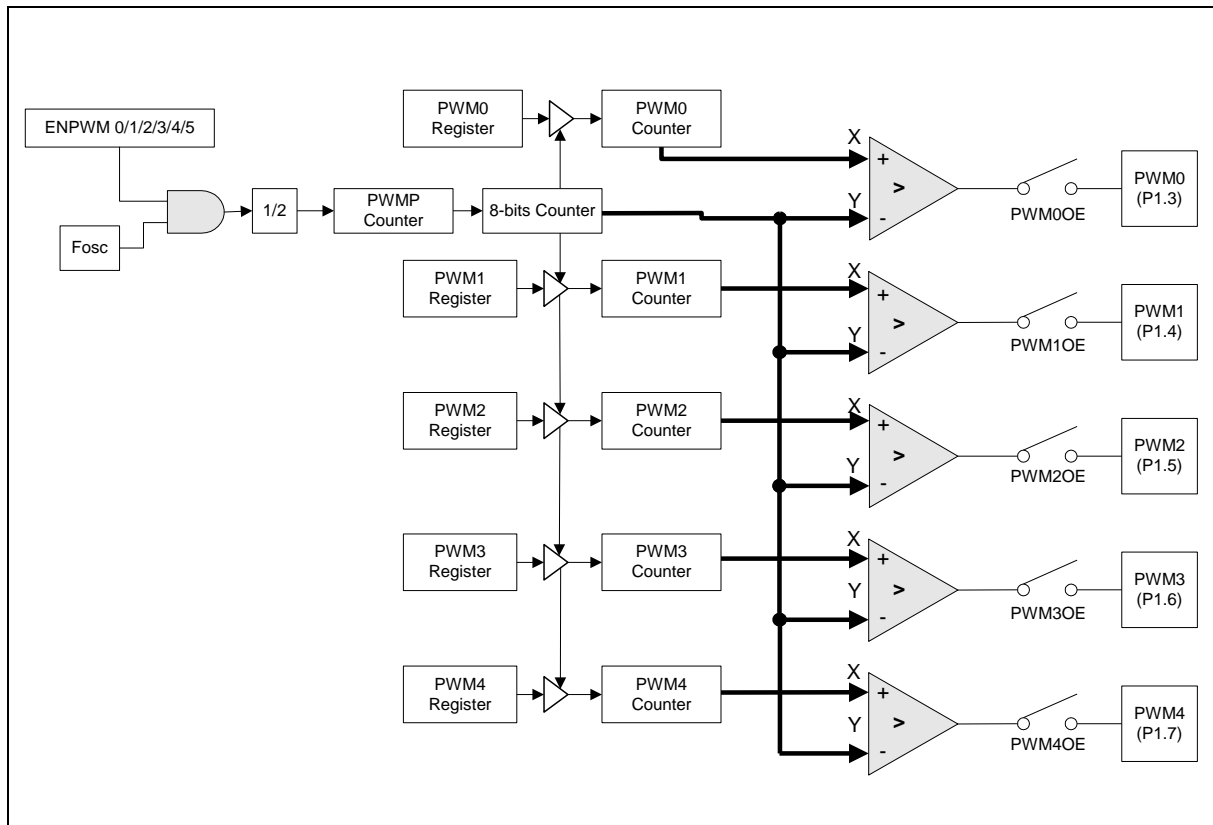 ENPWM 0/1/2/3/4/5
Fosc
1/2
PWMP
Counter
8-bits Counter
PWM0
Register
PWM0
Counter
X
+
>
Y
-
PWM0OE
PWM0
(P1.3)
PWM1
Register
PWM1
Counter
X
+
>
Y
-
PWM1OE
PWM1
(P1.4)
PWM2
Register
PWM2
Counter
X
+
>
Y
-
PWM2OE
PWM2
(P1.5)
PWM3
Register
PWM3
Counter
X
+
>
Y
-
PWM3OE
PWM3
(P1.6)
PWM4
Register
PWM4
Counter
X
+
>
Y
-
PWM4OE
PWM4
(P1.7)